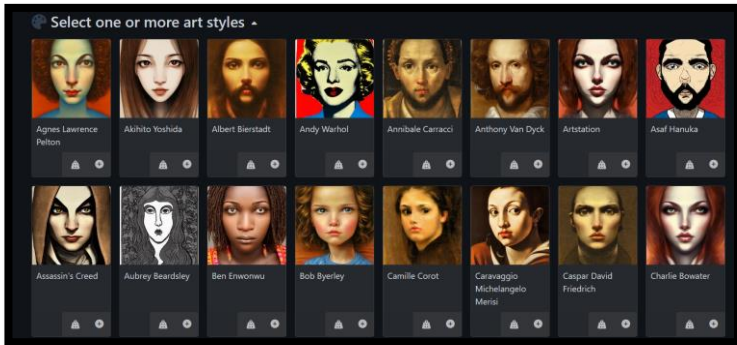 Select one or more art styles
Agnes Lawrence
Pelton
Akihito Yoshida
Albert Bierstadt
Andy Warhol
Annibale Carracci
Anthony Van Dyck
Artstation
Asaf Hanuka
Assassin's Creed
Aubrey Beardsley
Ben Enwonwu
Bob Byerley
Camille Corot
Caravaggio
Michelangelo
Merisi
Caspar David
Friedrich
Charlie Bowater